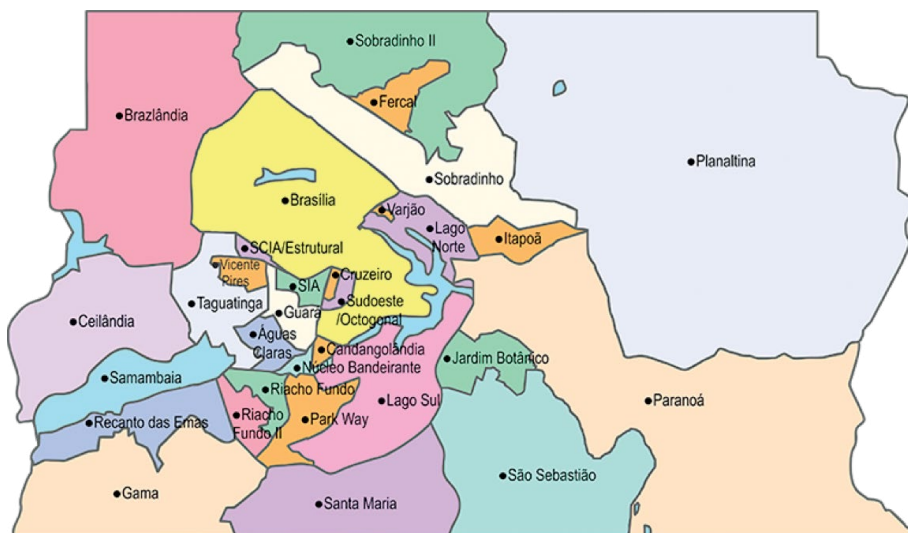 Sobradinho II
Fercal
Brazlândia
Planaltina
Sobradinho
Brasília
Varjão
Lago
Norte
Itapoã
SCIA/Estrutural
Vicente
Pires
Cruzeiro
SIA
Taguatinga
Sudoeste
/Octogonal
Guará
Ceilândia
Águas
Claras
Candangolândia
Jardim Botânico
Núcleo Bandeirante
Samambaia
Riacho Fundo
Lago Sul
Paranoá
Riacho
Fundo II
Park Way
Recanto das Emas
São Sebastião
Gama
Santa Maria